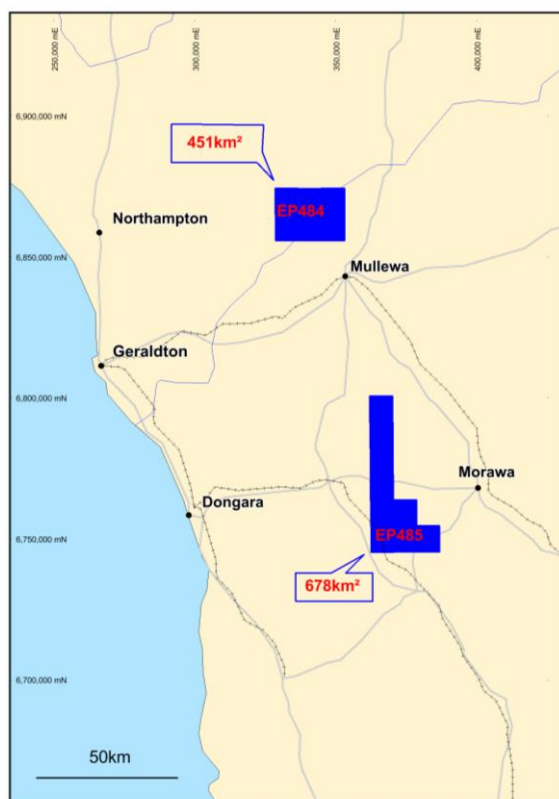 250,000 mE
300,000 mE
350,000 mE
400,000 mE
6,900,000 mN
451km²
EP484
Northampton
6,850,000 mN
Mullewa
Geraldton
6,800,000 mN
Morawa
Dongara
6,750,000 mN
EP485
678km²
6,700,000 mN
50km